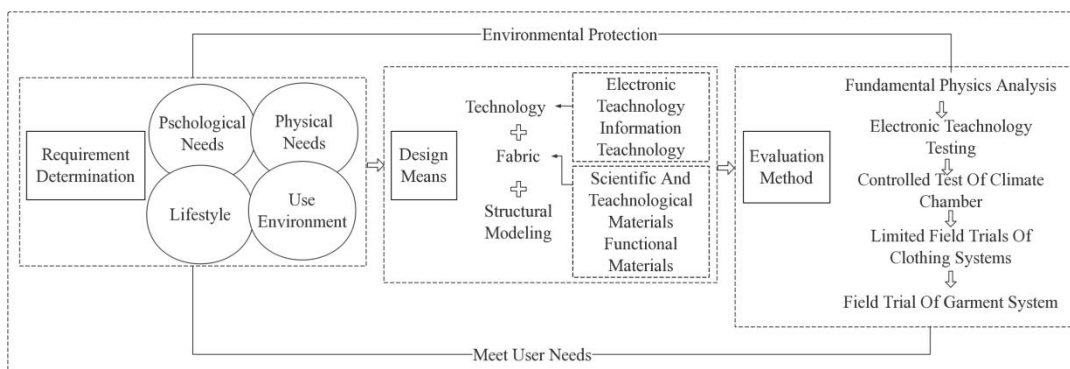 Environmental Protection
Requirement
Determination
Pschological
Needs
Physical
Needs
Lifestyle
Use
Environment
Design
Means
Technology
Fabric
Structural
Modeling
Electronic
Teachnology
Information
Teachnology
Scientific And
Teachnological
Materials
Functional
Materials
Evaluation
Method
Fundamental Physics Analysis
Electronic Teachnology
Testing
Controlled Test Of Climate
Chamber
Limited Field Trials Of
Clothing Systems
Field Trial Of Garment System
Meet User Needs